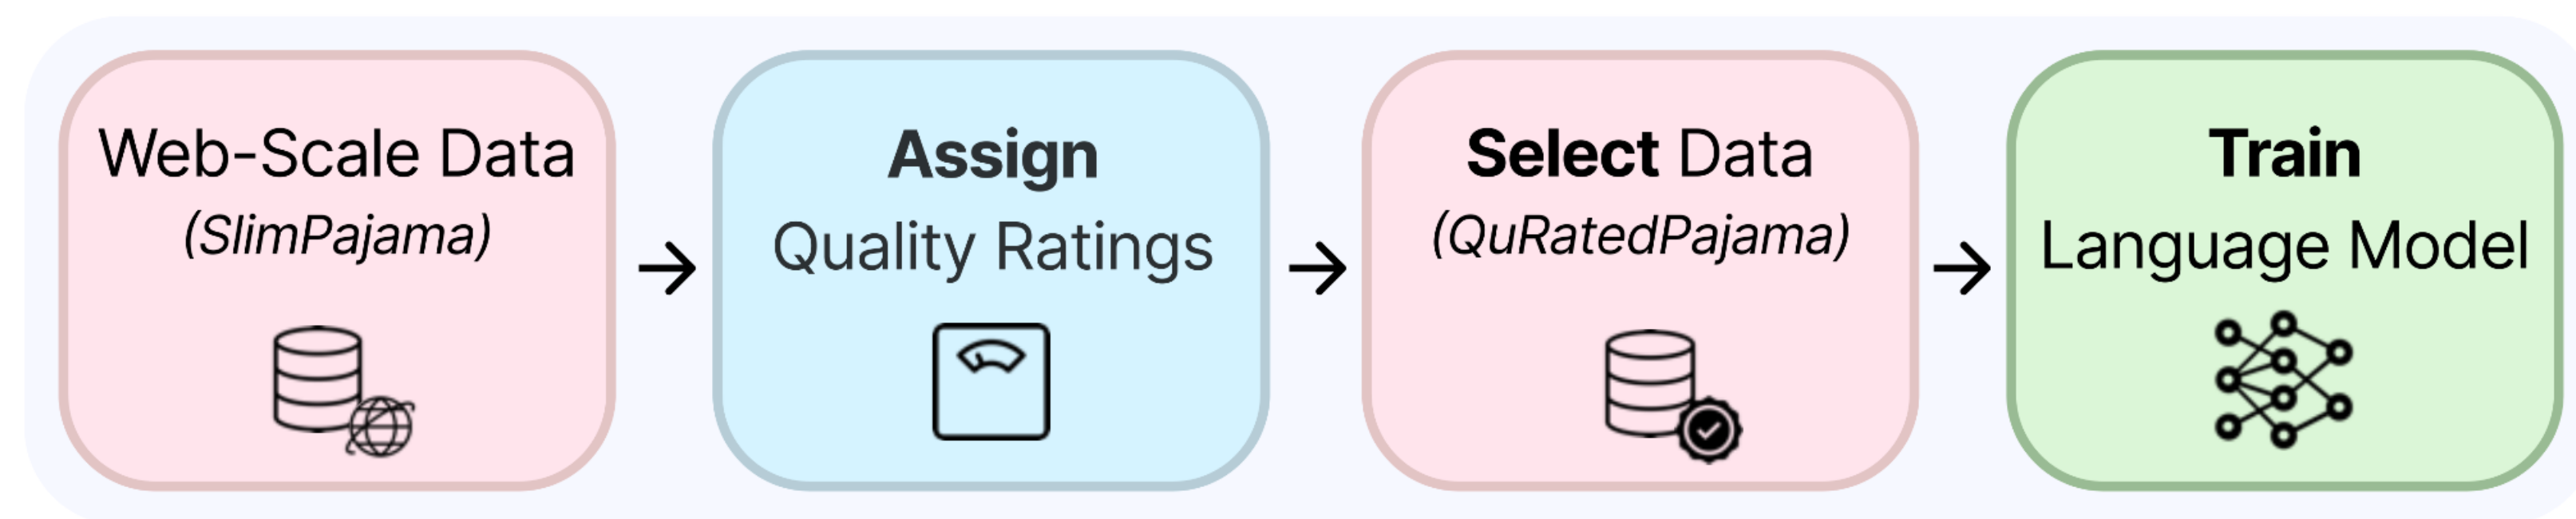 Web-Scale Data
(SlimPajama)
Assign
Quality Ratings
Select Data
(QuRatedPajama)
Train
Language Model